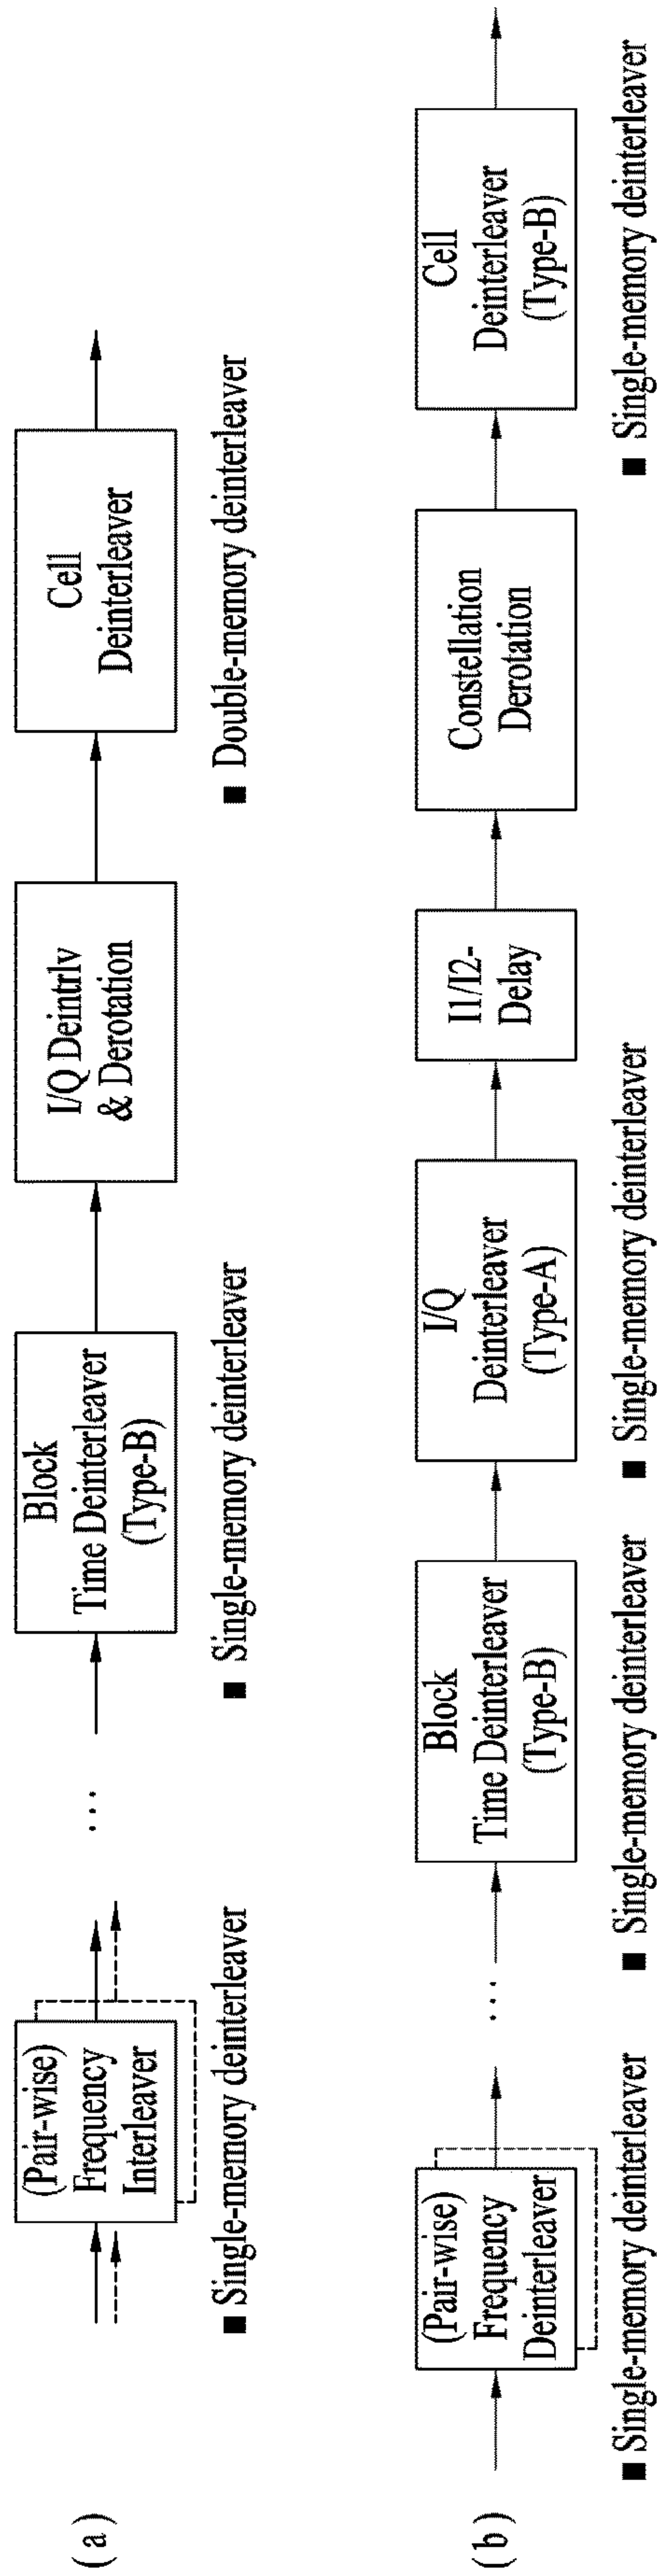 (a)
(Pair-wise)
Frequency
Interleaver
■ Single-memory deinterleaver
...
Block
Time Deinterleaver
(Type-B)
■ Single-memory deinterleaver
I/Q Deintrlv
& Derotation
Cell
Deinterleaver
■ Double-memory deinterleaver
(b)
(Pair-wise)
Frequency
Deinterleaver
■ Single-memory deinterleaver
...
Block
Time Deinterleaver
(Type-B)
■ Single-memory deinterleaver
I/Q
Deinterleaver
(Type-A)
■ Single-memory deinterleaver
I1/I2-
Delay
Constellation
Derotation
Cell
Deinterleaver
(Type-B)
■ Single-memory deinterleaver